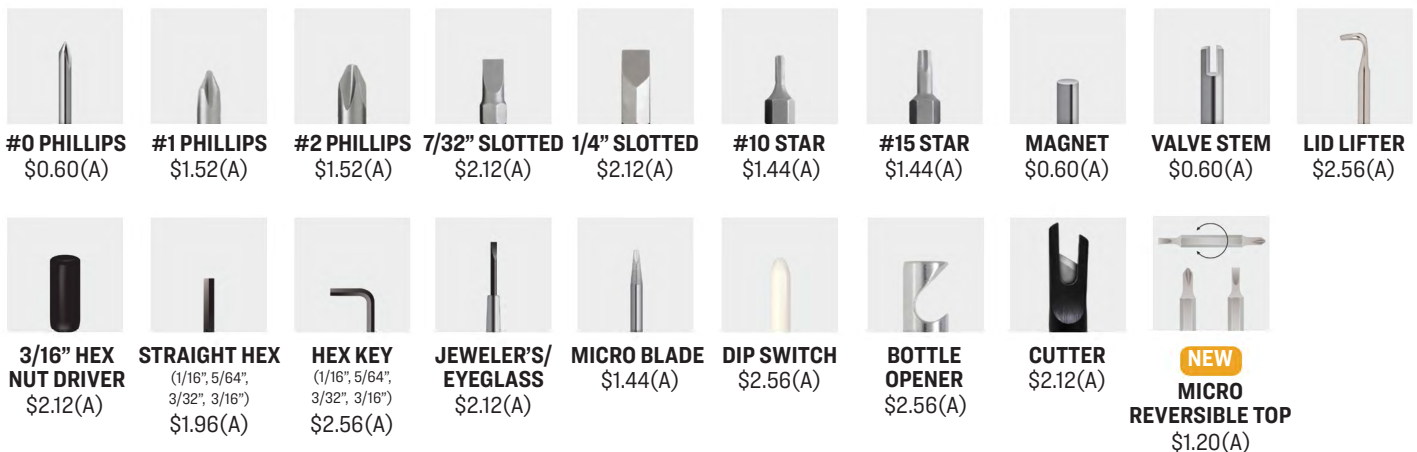 #0 PHILLIPS
$0.60(A)
#1 PHILLIPS
$1.52(A)
#2 PHILLIPS
$1.52(A)
7/32” SLOTTED
$2.12(A)
1/4” SLOTTED
$2.12(A)
#10 STAR
$1.44(A)
#15 STAR
$1.44(A)
MAGNET
$0.60(A)
VALVE STEM
$0.60(A)
LID LIFTER
$2.56(A)
3/16” HEX
NUT DRIVER
$2.12(A)
STRAIGHT HEX
(1/16”, 5/64”,
3/32”, 3/16”)
$1.96(A)
HEX KEY
(1/16”, 5/64”,
3/32”, 3/16”)
$2.56(A)
JEWELER’S/
EYEGLASS
$2.12(A)
MICRO BLADE
$1.44(A)
DIP SWITCH
$2.56(A)
BOTTLE
OPENER
$2.56(A)
CUTTER
$2.12(A)
NEW
MICRO
REVERSIBLE TOP
$1.20(A)